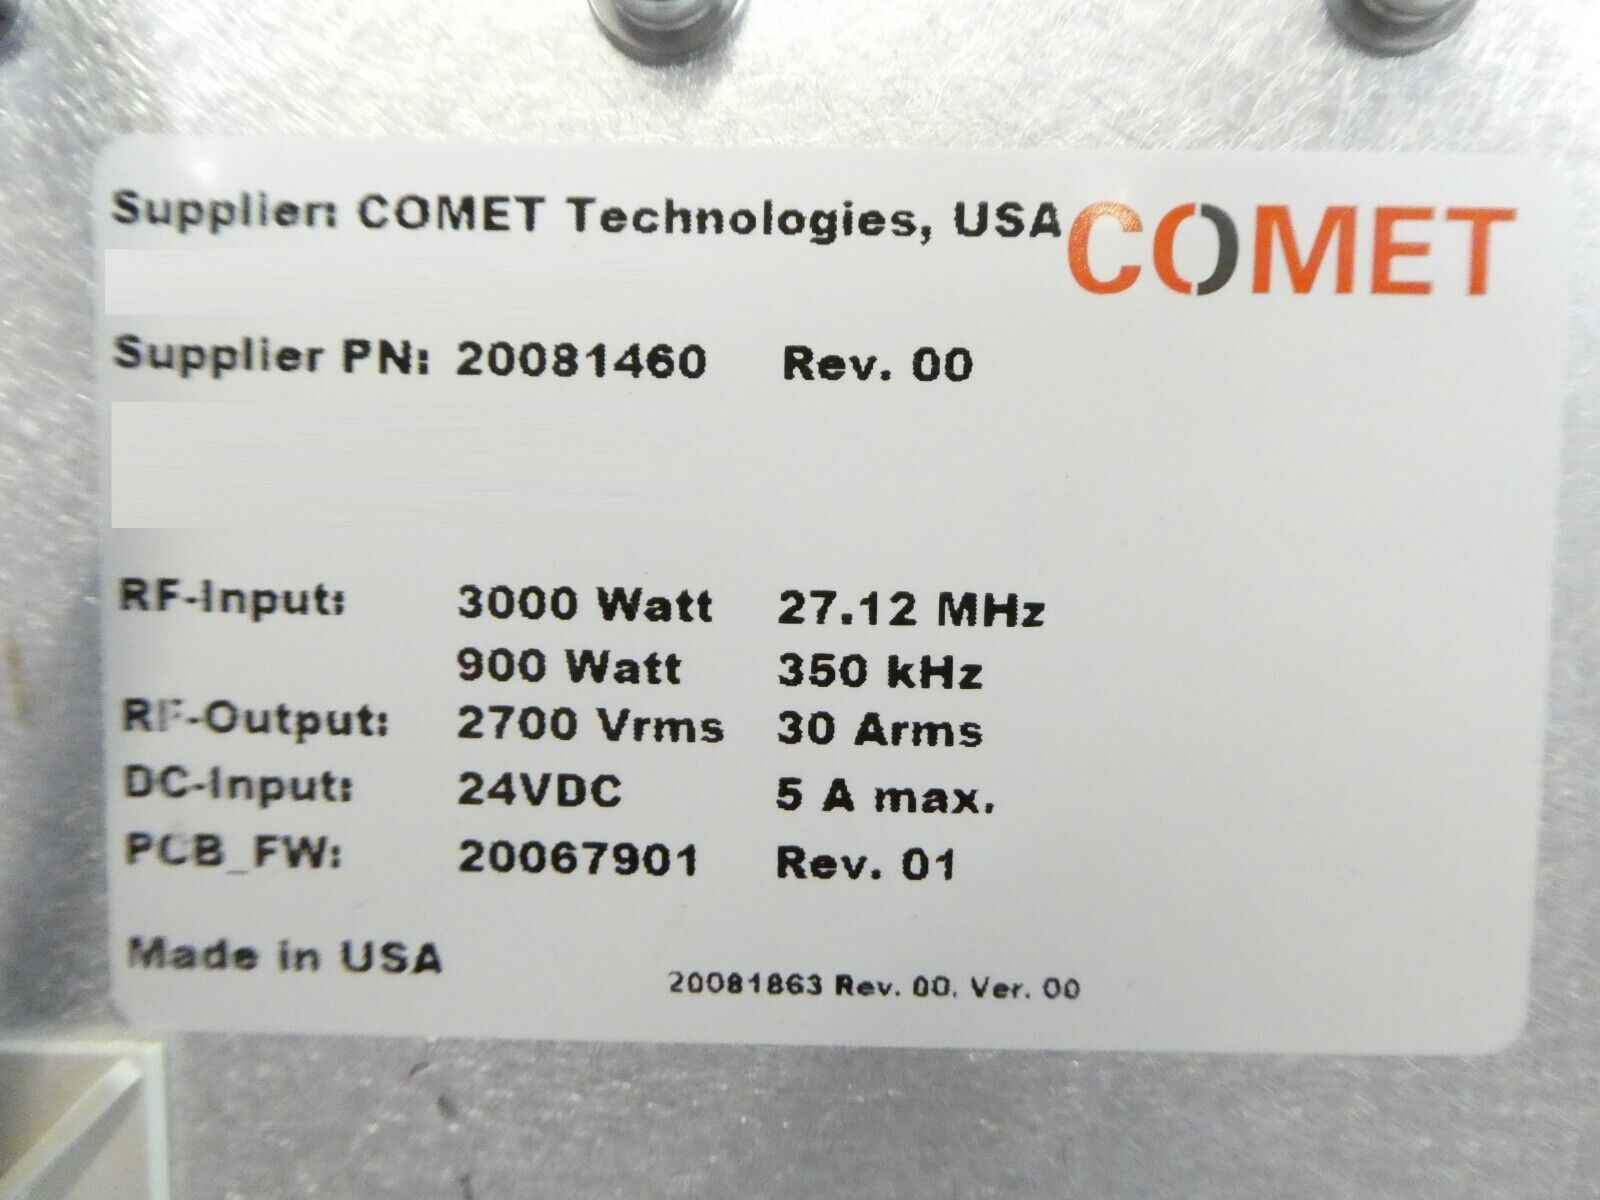 Supplier: COMET Technologies, USA COMET
Supplier PN: 20081460 Rev. 00
RF-Input: 3000 Watt 27.12 MHz
900 Watt 350 kHz
RF-Output: 2700 Vrms 30 Arms
DC-Input: 24VDC 5 A max.
PCB_FW: 20067901 Rev. 01
Made in USA
20081863 Rev. 00. Ver. 00